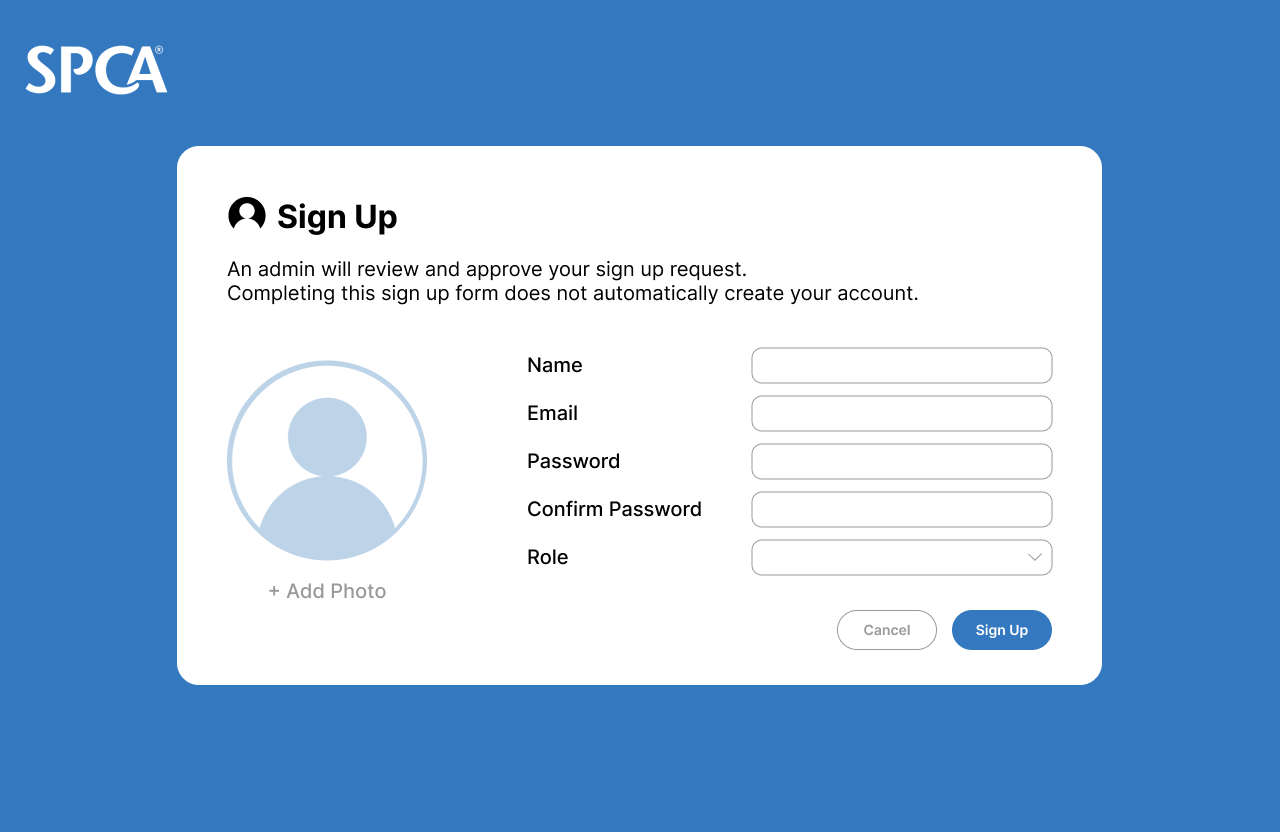 SPCA®
Sign Up
An admin will review and approve your sign up request.
Completing this sign up form does not automatically create your account.
Name
Email
Password
Confirm Password
Role
+ Add Photo
Cancel
Sign Up